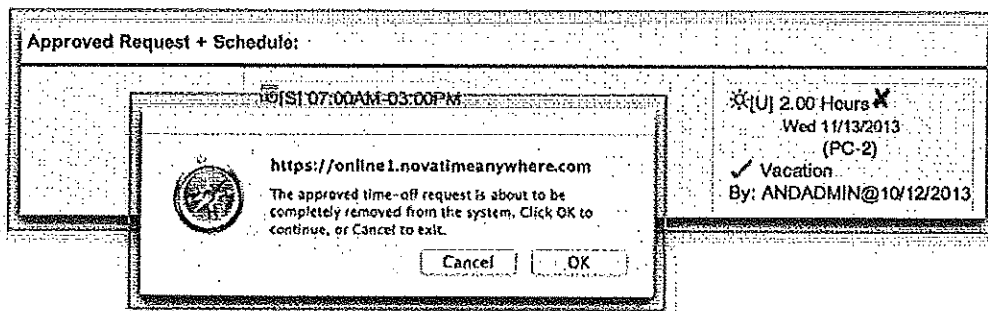 Approved Request + Schedule:
[S] 07:00AM-03:00PM
[U] 2.00 Hours X
Wed 11/13/2013
(PC-2)
✓ Vacation
By: ANDADMIN@10/12/2013
https://online1.novatimeanywhere.com
The approved time-off request is about to be
completely removed from the system. Click OK to
continue, or Cancel to exit.
Cancel OK